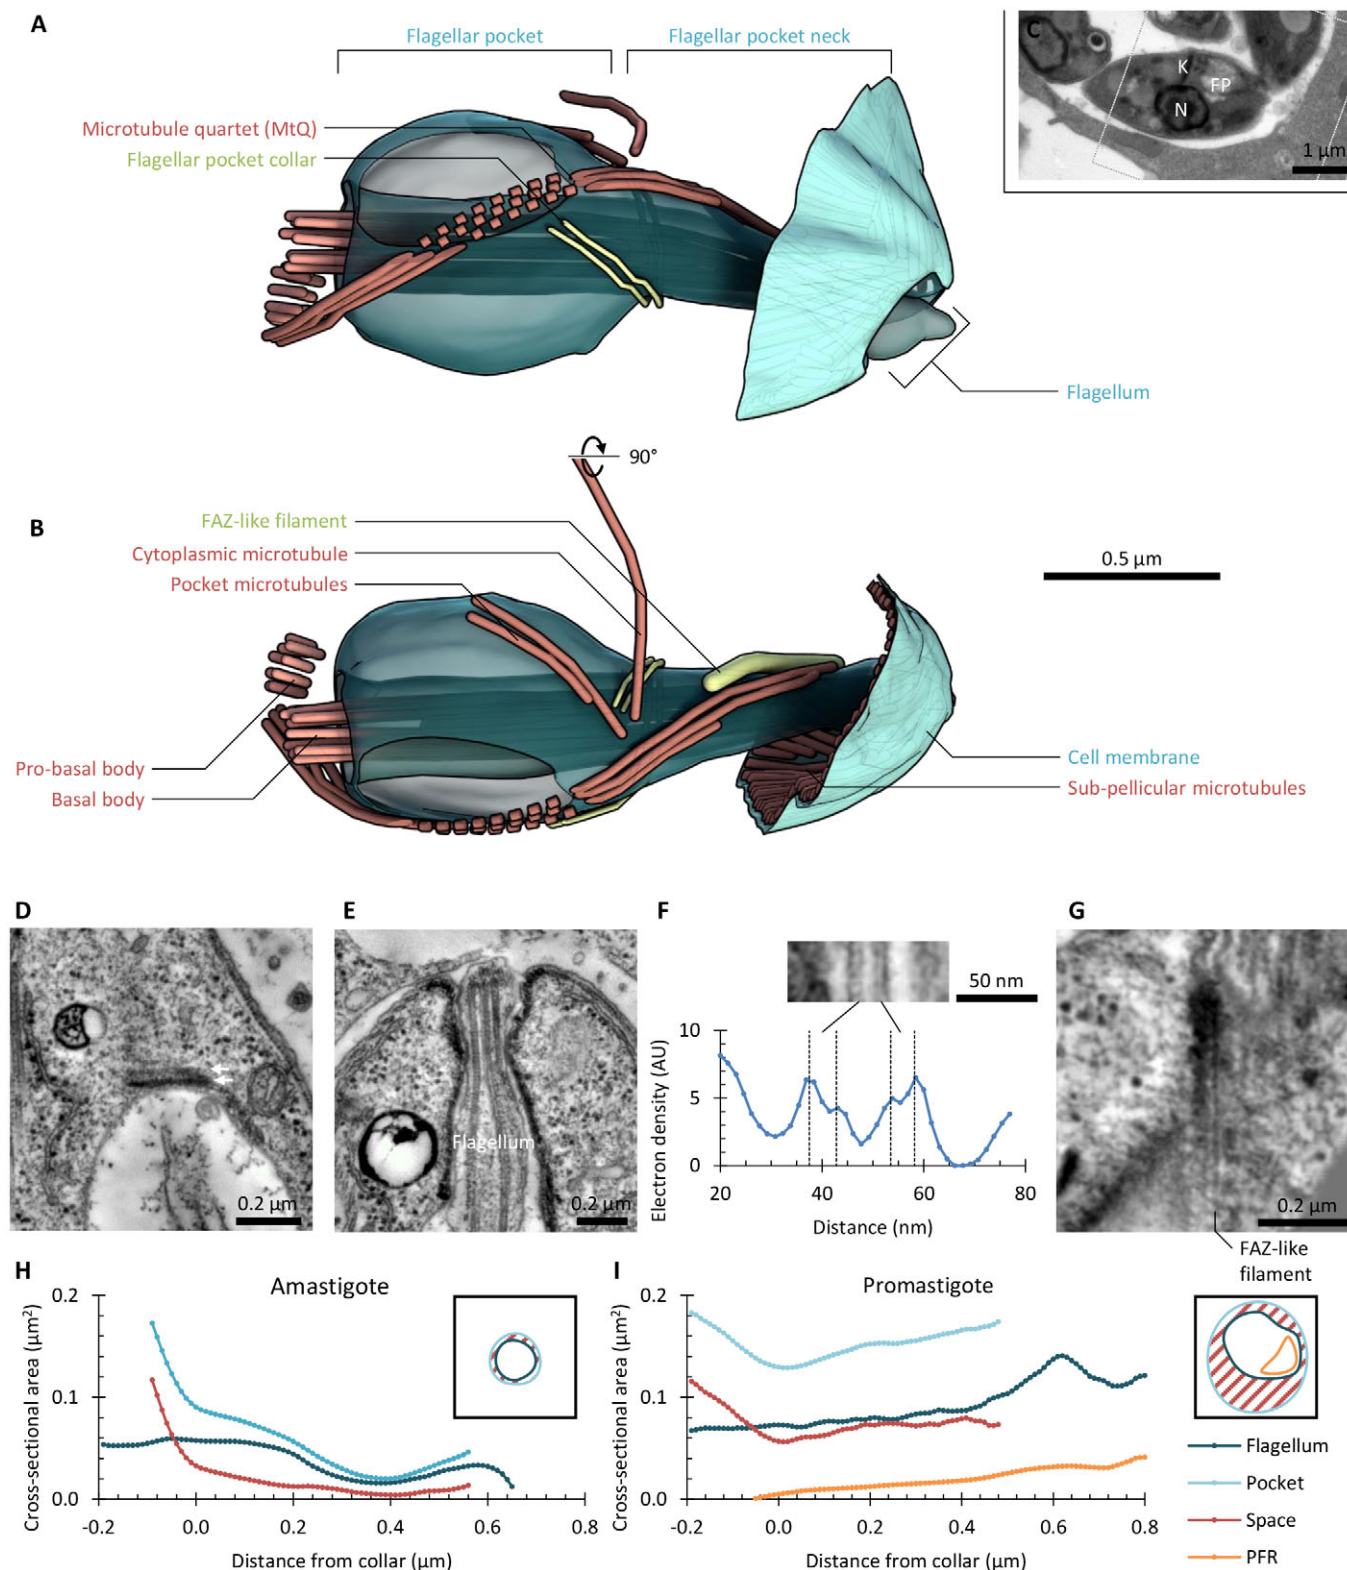 A
Flagellar pocket
Flagellar pocket neck
C
K
FP
N
1 μm
Microtubule quartet (MtQ)
Flagellar pocket collar
Flagellum
90°
B
FAZ-like filament
Cytoplasmic microtubule
Pocket microtubules
0.5 μm
Pro-basal body
Basal body
Cell membrane
Sub-pellicular microtubules
D
0.2 μm
E
Flagellum
0.2 μm
F
50 nm
Electron density (AU)
10
5
0
20 40 60 80
Distance (nm)
G
0.2 μm
FAZ-like
filament
H
Amastigote
Cross-sectional area (μm²)
0.2
0.1
0.0
-0.2 0.0 0.2 0.4 0.6 0.8
Distance from collar (μm)
I
Promastigote
Cross-sectional area (μm²)
0.2
0.1
0.0
-0.2 0.0 0.2 0.4 0.6 0.8
Distance from collar (μm)
Flagellum
Pocket
Space
PFR